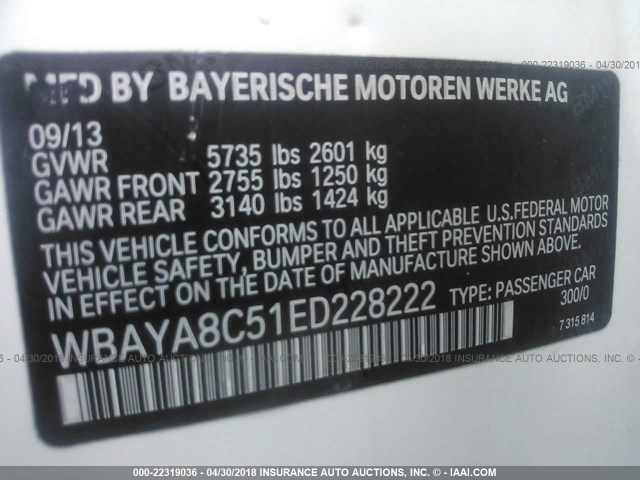 MFD BY BAYERISCHE MOTOREN WERKE AG
09/13
GVWR 5735 lbs 2601 kg
GAWR FRONT 2755 lbs 1250 kg
GAWR REAR 3140 lbs 1424 kg
THIS VEHICLE CONFORMS TO ALL APPLICABLE U.S.FEDERAL MOTOR
VEHICLE SAFETY, BUMPER AND THEFT PREVENTION STANDARDS
IN EFFECT ON THE DATE OF MANUFACTURE SHOWN ABOVE.
WBAYA8C51ED228222 TYPE: PASSENGER CAR
300/0
7 315 814
000-22319036 - 04/30/2018 INSURANCE AUTO AUCTIONS, INC. - © IAAI.COM